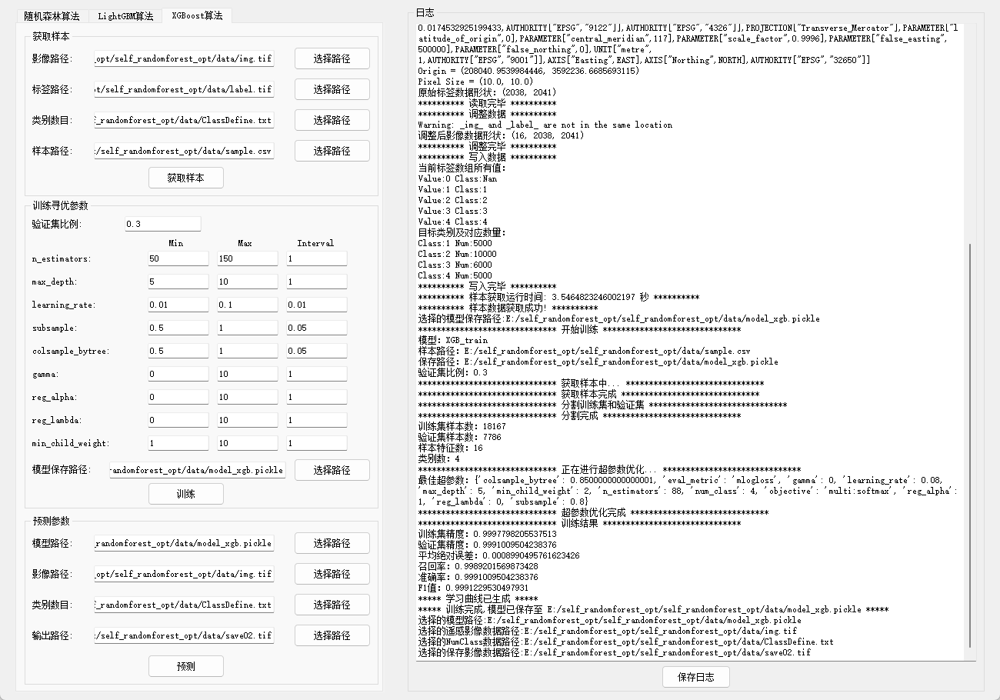 随机森林算法 LightGBM算法 XGBoost算法
获取样本
影像路径: _opt/self_randomforest_opt/data/img.tif 选择路径
标签路径: ot/self_randomforest_opt/data/label.tif 选择路径
类别数目: f_randomforest_opt/data/ClassDefine.txt 选择路径
样本路径: :/self_randomforest_opt/data/sample.csv 选择路径
获取样本
训练寻优参数
验证集比例: 0.3
Min Max Interval
n_estimators: 50 150 1
max_depth: 5 10 1
learning_rate: 0.01 0.1 0.01
subsample: 0.5 1 0.05
colsample_bytree: 0.5 1 0.05
gamma: 0 10 1
reg_alpha: 0 10 1
reg_lambda: 0 10 1
min_child_weight: 1 10 1
模型保存路径: randomforest_opt/data/model_xgb.pickle 选择路径
训练
预测参数
模型路径: _randomforest_opt/data/model_xgb.pickle 选择路径
影像路径: _opt/self_randomforest_opt/data/img.tif 选择路径
类别数目: f_randomforest_opt/data/ClassDefine.txt 选择路径
输出路径: :/self_randomforest_opt/data/save02.tif 选择路径
预测
日志
0.0174532925199433,AUTHORITY["EPSG","9122"]],AUTHORITY["EPSG","4326"]],PROJECTION["Transverse_Mercator"],PARAMETER["l
atitude_of_origin",0],PARAMETER["central_meridian",117],PARAMETER["scale_factor",0.9996],PARAMETER["false_easting",
500000],PARAMETER["false_northing",0],UNIT["metre",
1,AUTHORITY["EPSG","9001"]],AXIS["Easting",EAST],AXIS["Northing",NORTH],AUTHORITY["EPSG","32650"]]
Origin = (208040.9539984446, 3592236.6685693115)
Pixel Size = (10.0, 10.0)
原始标签数据形状: (2038, 2041)
********** 读取完毕 **********
********** 调整数据 **********
Warning: _img_ and _label_ are not in the same location
调整后影像数据形状: (16, 2038, 2041)
********** 调整完毕 **********
********** 写入数据 **********
当前标签数组所有值:
Value:0 Class:Nan
Value:1 Class:1
Value:2 Class:2
Value:3 Class:3
Value:4 Class:4
目标类别及对应数量:
Class:1 Num:5000
Class:2 Num:10000
Class:3 Num:6000
Class:4 Num:5000
********** 写入完毕 **********
********** 样本获取运行时间: 3.5464823246002197 秒 **********
********** 样本数据获取成功! **********
选择的模型保存路径:E:/self_randomforest_opt/self_randomforest_opt/data/model_xgb.pickle
****************************** 开始训练 ******************************
模型: XGB_train
样本路径: E:/self_randomforest_opt/self_randomforest_opt/data/sample.csv
保存路径: E:/self_randomforest_opt/self_randomforest_opt/data/model_xgb.pickle
验证集比例: 0.3
****************************** 获取样本中... ******************************
****************************** 获取样本完成 ******************************
****************************** 分割训练集和验证集 ******************************
****************************** 分割完成 ******************************
训练集样本数: 18167
验证集样本数: 7786
样本特征数: 16
类别数: 4
****************************** 正在进行超参数优化... ******************************
最佳超参数: {'colsample_bytree': 0.8500000000000001, 'eval_metric': 'mlogloss', 'gamma': 0, 'learning_rate': 0.08,
'max_depth': 5, 'min_child_weight': 2, 'n_estimators': 88, 'num_class': 4, 'objective': 'multi:softmax', 'reg_alpha':
1, 'reg_lambda': 0, 'subsample': 0.8}
****************************** 超参数优化完成 ******************************
****************************** 训练结果 ******************************
训练集精度: 0.9997798205537513
验证集精度: 0.9991009504238376
平均绝对误差: 0.0008990495761623426
召回率: 0.9989201569873428
准确率: 0.9991009504238376
F1值: 0.9991229530497931
***** 学习曲线已生成 *****
***** 训练完成,模型已保存至 E:/self_randomforest_opt/self_randomforest_opt/data/model_xgb.pickle *****
选择的模型路径:E:/self_randomforest_opt/self_randomforest_opt/data/model_xgb.pickle
选择的遥感影像数据路径:E:/self_randomforest_opt/self_randomforest_opt/data/img.tif
选择的NumClass数据路径:E:/self_randomforest_opt/self_randomforest_opt/data/ClassDefine.txt
选择的保存影像数据路径:E:/self_randomforest_opt/self_randomforest_opt/data/save02.tif
保存日志